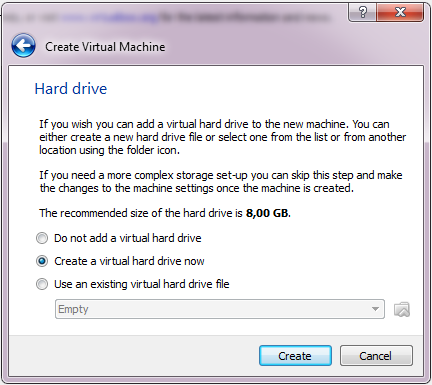 Create Virtual Machine
Hard drive
If you wish you can add a virtual hard drive to the new machine. You can
either create a new hard drive file or select one from the list or from another
location using the folder icon.
If you need a more complex storage set-up you can skip this step and make
the changes to the machine settings once the machine is created.
The recommended size of the hard drive is 8,00 GB.
Do not add a virtual hard drive
Create a virtual hard drive now
Use an existing virtual hard drive file
Empty
Create
Cancel